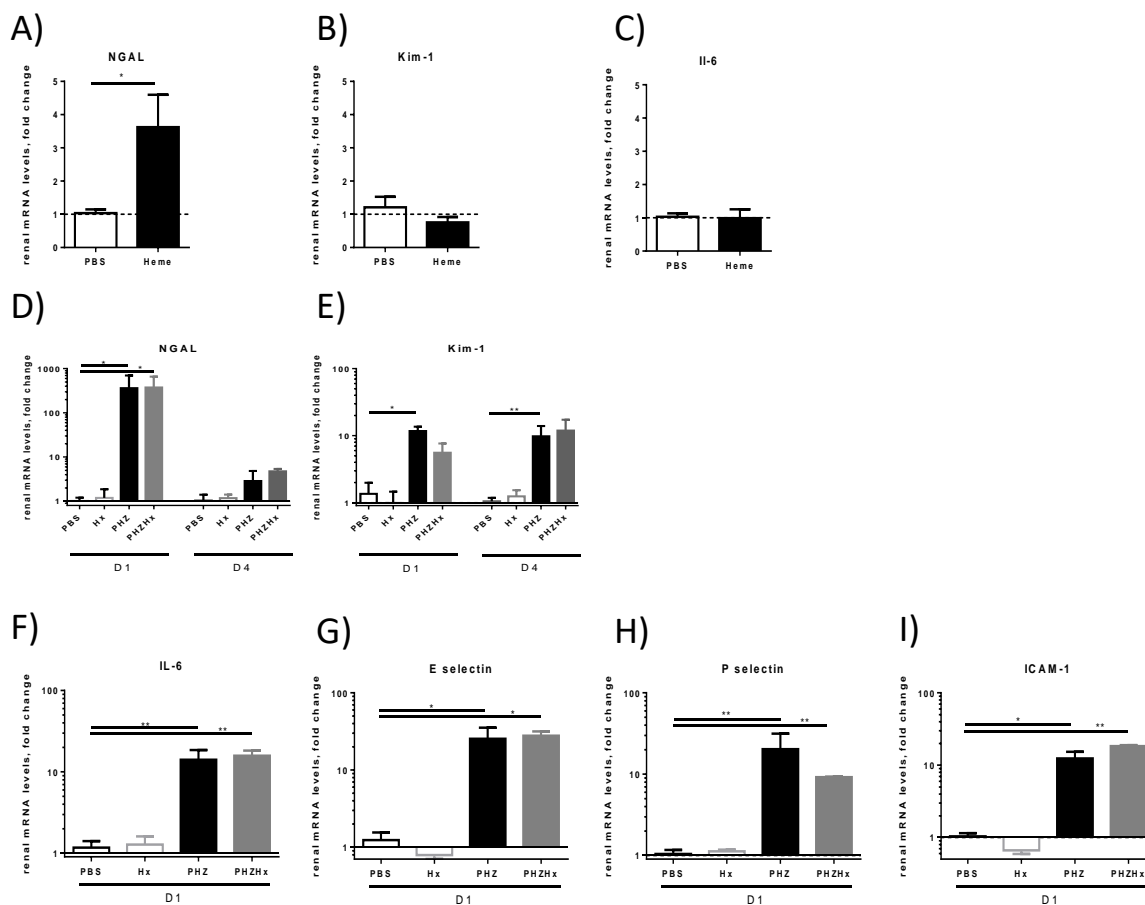 A)
B)
C)
NGAL
Kim-1
Il-6
renal mRNA levels, fold change
5
4
3
2
1
0
*
PBS
Heme
renal mRNA levels, fold change
5
4
3
2
1
0
PBS
Heme
renal mRNA levels, fold change
5
4
3
2
1
0
PBS
Heme
D)
E)
NGAL
Kim-1
renal mRNA levels, fold change
1000
100
10
1
*
*
PBS
Hx
PHZ
PHZHx
PBS
Hx
PHZ
PHZHx
D1
D4
renal mRNA levels, fold change
100
10
1
*
**
PBS
Hx
PHZ
PHZHx
PBS
Hx
PHZ
PHZHx
D1
D4
F)
G)
H)
I)
IL-6
E selectin
P selectin
ICAM-1
renal mRNA levels, fold change
100
10
1
**
**
PBS
Hx
PHZ
PHZHx
D1
renal mRNA levels, fold change
100
10
1
*
*
PBS
Hx
PHZ
PHZHx
D1
renal mRNA levels, fold change
100
10
1
**
**
PBS
Hx
PHZ
PHZHx
D1
renal mRNA levels, fold change
100
10
1
*
**
PBS
Hx
PHZ
PHZHx
D1